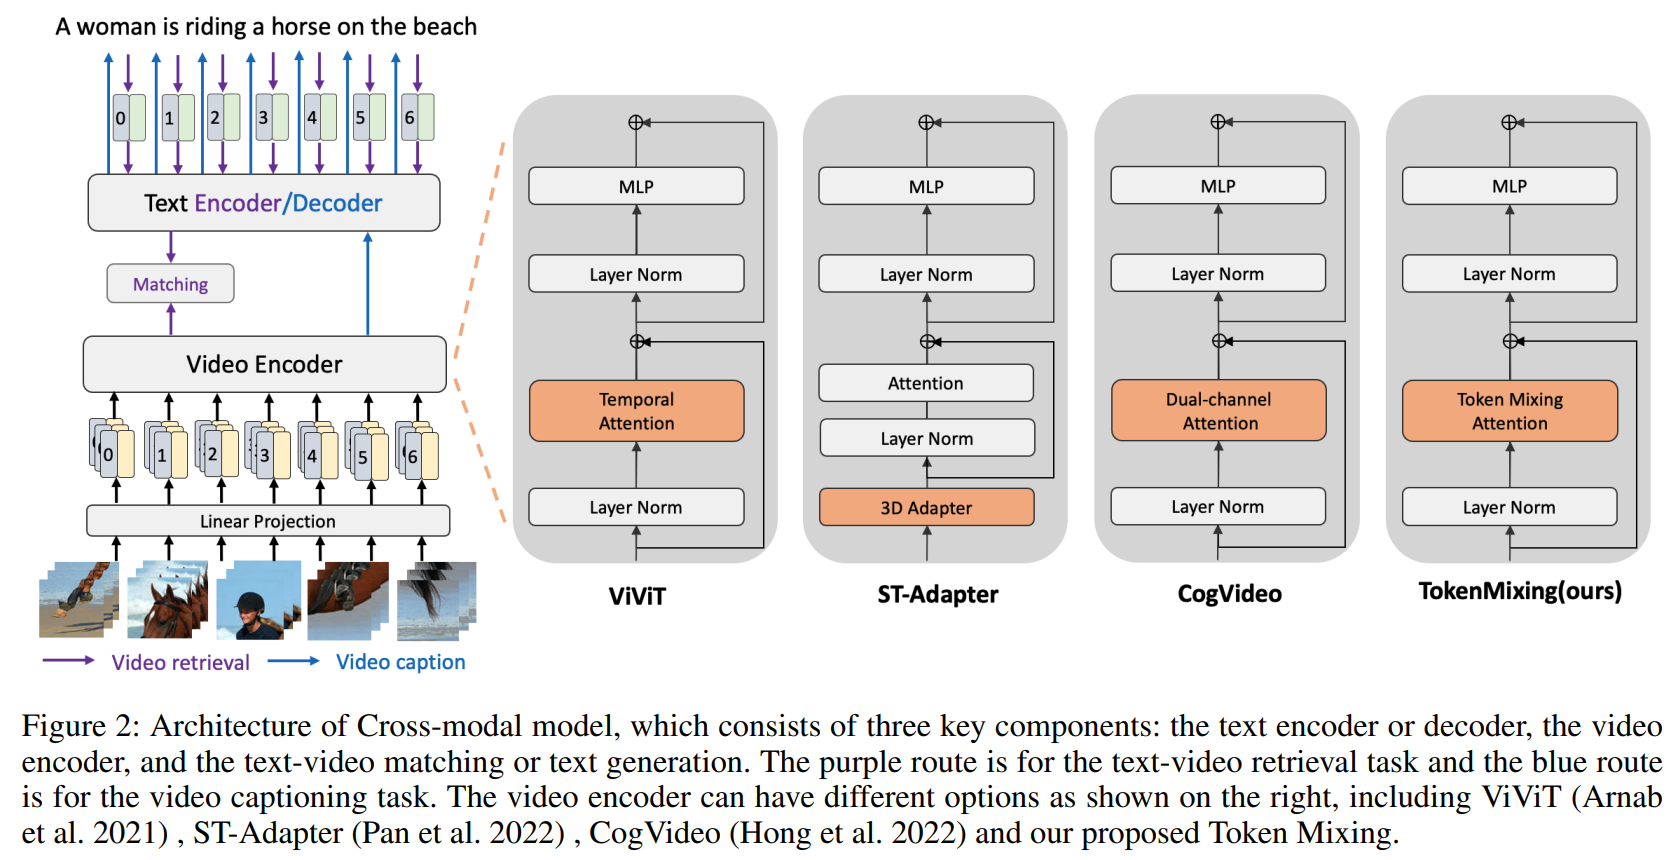 A woman is riding a horse on the beach
0 1 2 3 4 5 6
Text Encoder/Decoder
Matching
Video Encoder
0 1 2 3 4 5 6
Linear Projection
Video retrieval
Video caption
MLP
Layer Norm
Temporal
Attention
Layer Norm
ViViT
MLP
Layer Norm
Attention
Layer Norm
3D Adapter
ST-Adapter
MLP
Layer Norm
Dual-channel
Attention
Layer Norm
CogVideo
MLP
Layer Norm
Token Mixing
Attention
Layer Norm
TokenMixing(ours)
Figure 2: Architecture of Cross-modal model, which consists of three key components: the text encoder or decoder, the video
encoder, and the text-video matching or text generation. The purple route is for the text-video retrieval task and the blue route
is for the video captioning task. The video encoder can have different options as shown on the right, including ViViT (Arnab
et al. 2021) , ST-Adapter (Pan et al. 2022) , CogVideo (Hong et al. 2022) and our proposed Token Mixing.